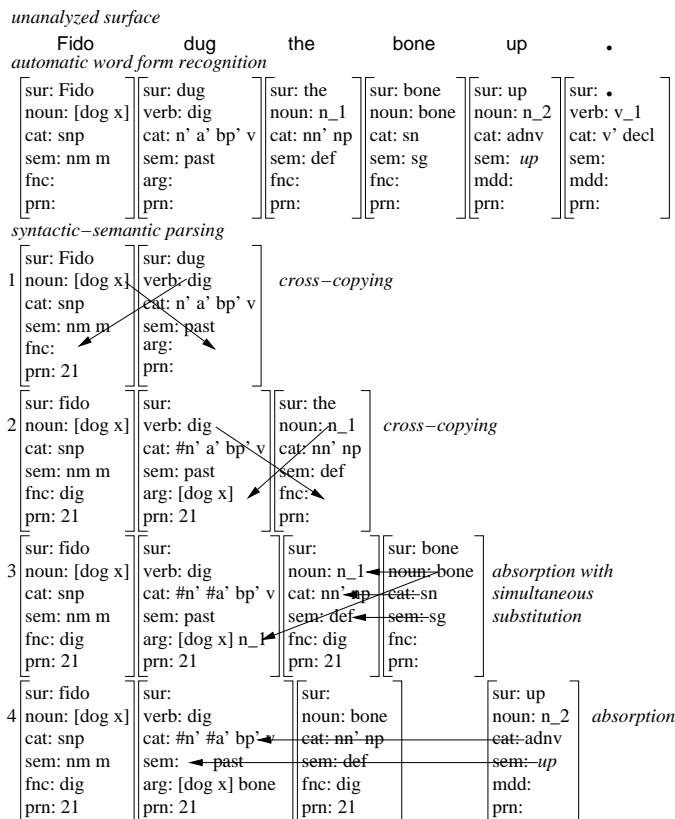 unanalyzed surface
Fido dug the bone up .
automatic word form recognition
sur: Fido sur: dug sur: the sur: bone sur: up sur: .
noun: [dog x] verb: dig noun: n_1 noun: bone noun: n_2 verb: v_1
cat: snp cat: n' a' bp' v cat: nn' np cat: sn cat: adnv cat: v' decl
sem: nm m sem: past sem: def sem: sg sem: up sem:
fnc: arg: fnc: fnc: mdd: mdd:
prn: prn: prn: prn: prn: prn:
syntactic−semantic parsing
sur: Fido sur: dug
1 noun: [dog x] verb: dig cross−copying
cat: snp cat: n' a' bp' v
sem: nm m sem: past
fnc: arg:
prn: 21 prn:
sur: fido sur: sur: the
2 noun: [dog x] verb: dig noun: n_1 cross−copying
cat: snp cat: #n' a' bp' v cat: nn' np
sem: nm m sem: past sem: def
fnc: dig arg: [dog x] fnc:
prn: 21 prn: 21 prn:
sur: fido sur: sur: sur: bone
3 noun: [dog x] verb: dig noun: n_1 noun: bone absorption with
cat: snp cat: #n' #a' bp' v cat: nn' np cat: sn simultaneous
sem: nm m sem: past sem: def sem: sg substitution
fnc: dig arg: [dog x] n_1 fnc: dig fnc:
prn: 21 prn: 21 prn: 21 prn:
sur: fido sur: sur: sur: up
4 noun: [dog x] verb: dig noun: bone noun: n_2 absorption
cat: snp cat: #n' #a' bp' v cat: nn' np cat: adnv
sem: nm m sem: past sem: def sem: up
fnc: dig arg: [dog x] bone fnc: dig mdd:
prn: 21 prn: 21 prn: 21 prn: